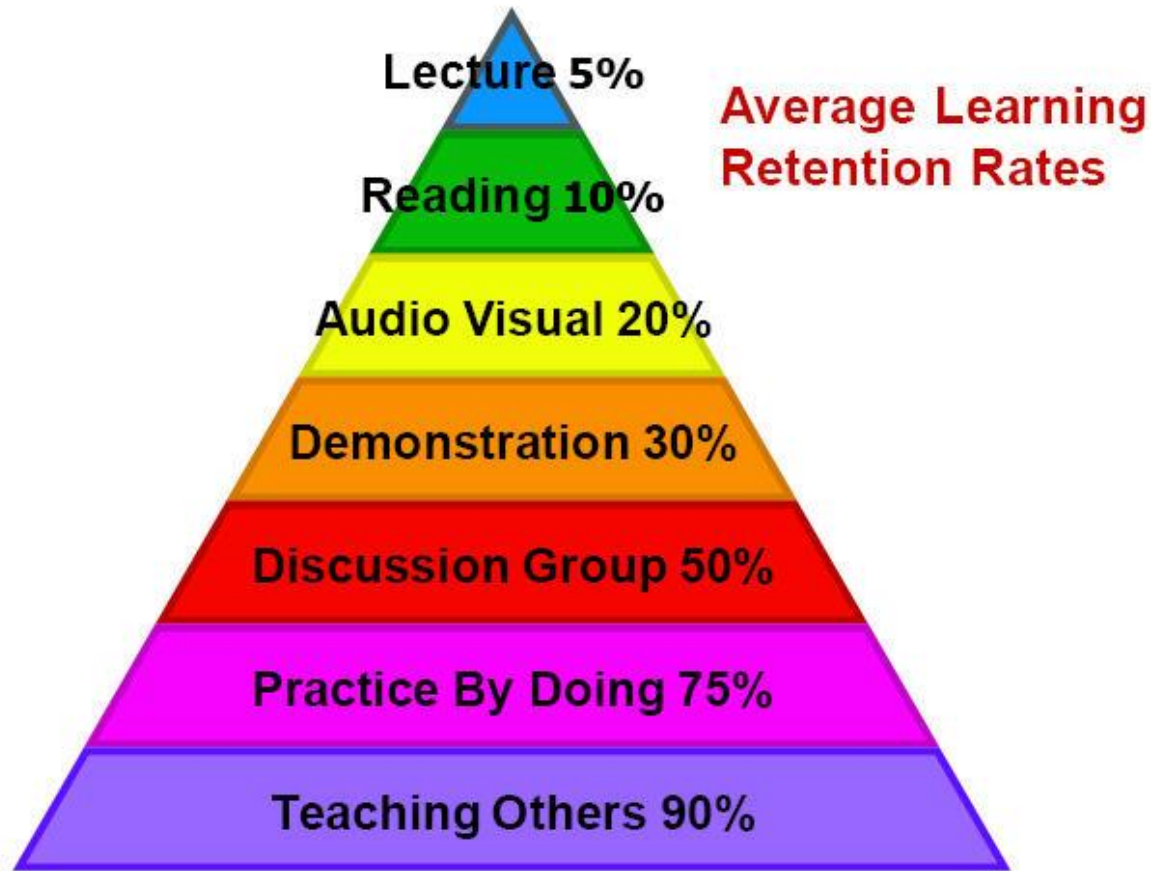 Lecture 5%
Average Learning
Retention Rates
Reading 10%
Audio Visual 20%
Demonstration 30%
Discussion Group 50%
Practice By Doing 75%
Teaching Others 90%